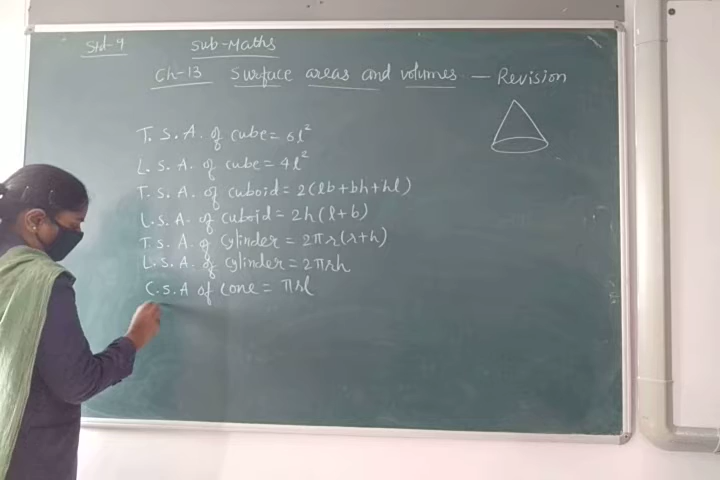 Std-9
Sub-Maths
Ch-13 Surface areas and volumes — Revision
T.S.A. of cube = 6l²
L.S.A. of cube = 4l²
T.S.A. of cuboid = 2(lb+bh+hl)
L.S.A. of cuboid = 2h(l+b)
T.S.A. of cylinder = 2πr(r+h)
L.S.A. of cylinder = 2πrh
C.S.A of cone = πrl